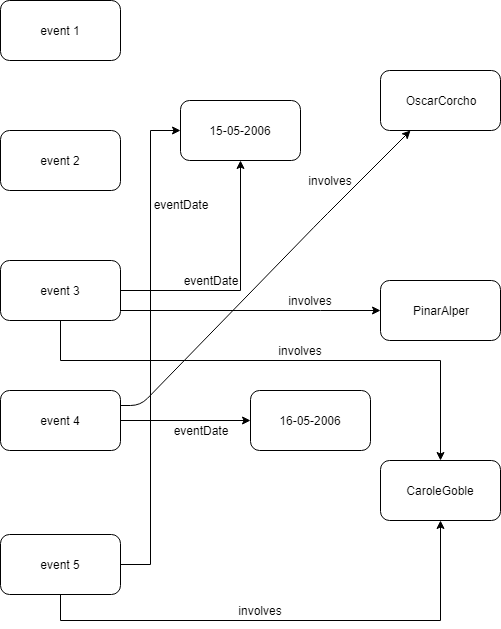 event 1
OscarCorcho
15-05-2006
event 2
involves
eventDate
eventDate
event 3
involves
PinarAlper
involves
event 4
eventDate
16-05-2006
CaroleGoble
event 5
involves